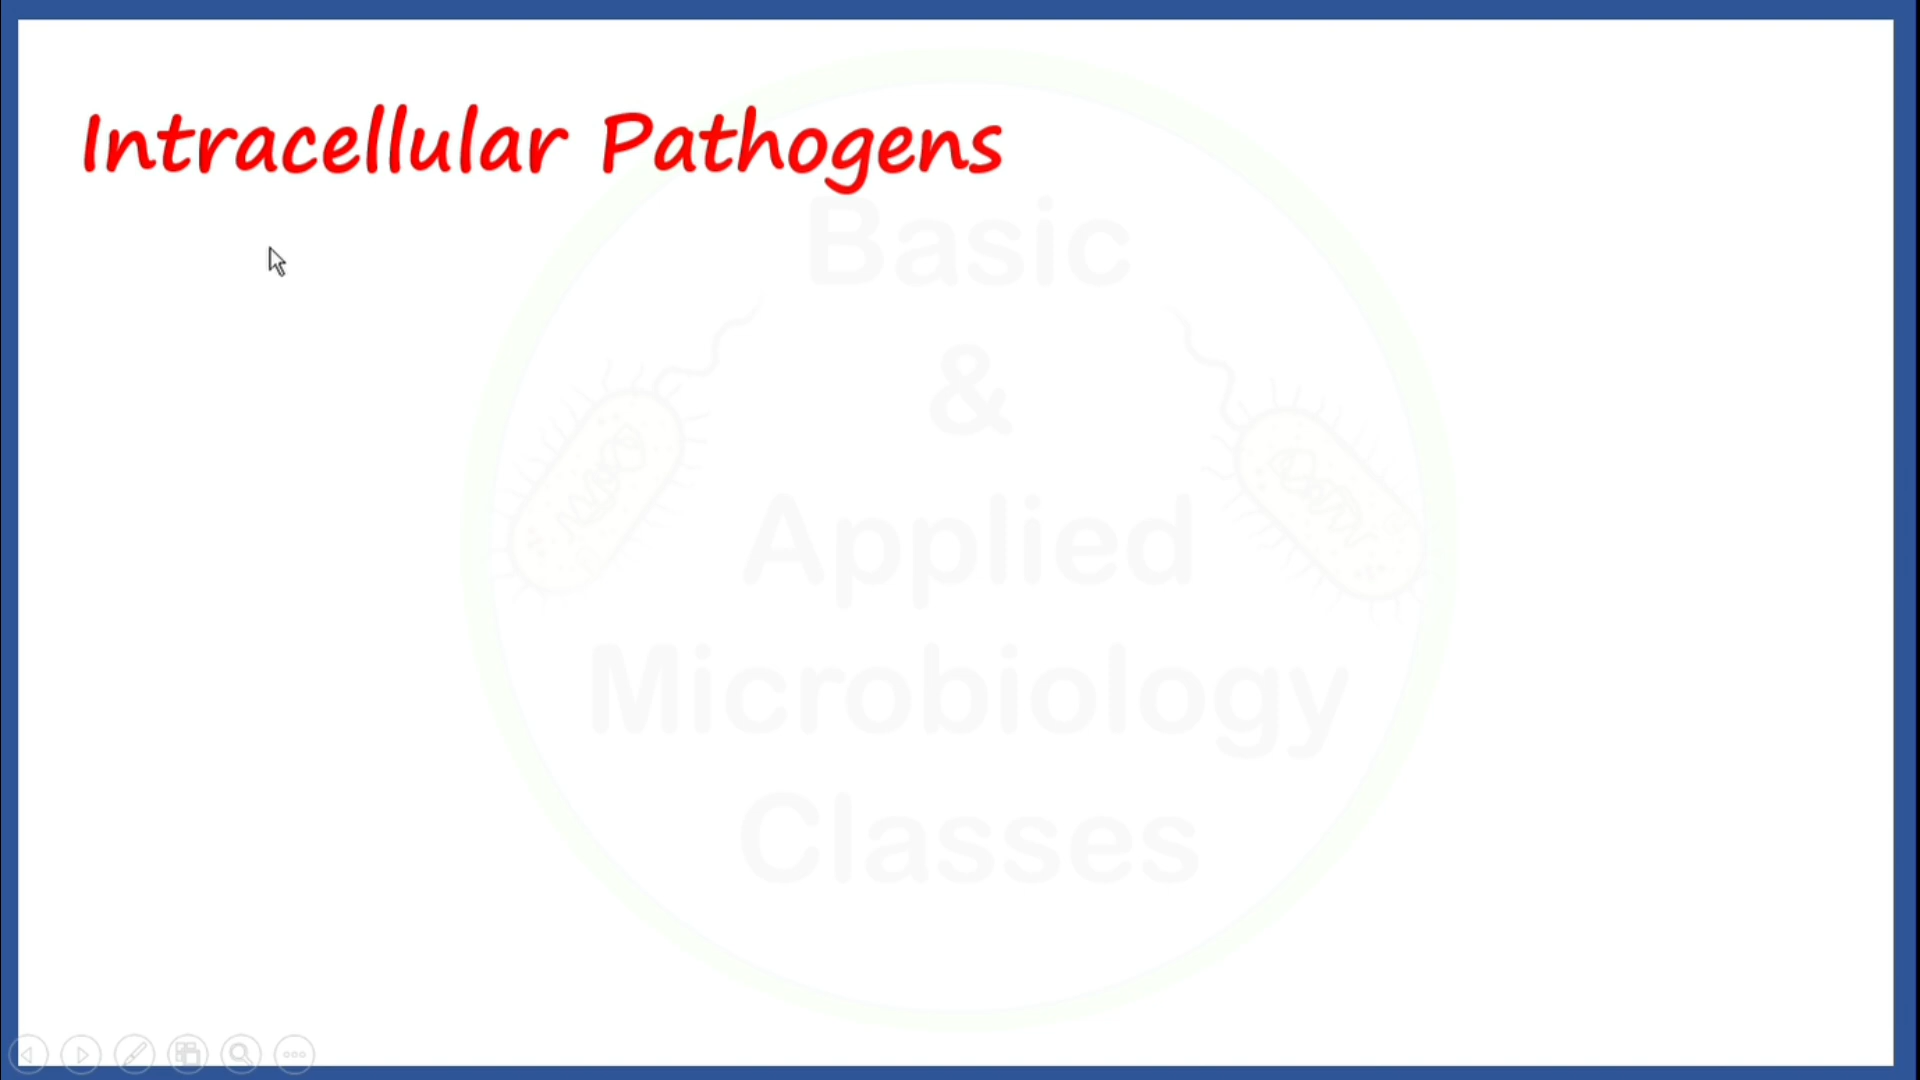 Intracellular Pathogens
Basic
&
Applied
Microbiology
Classes